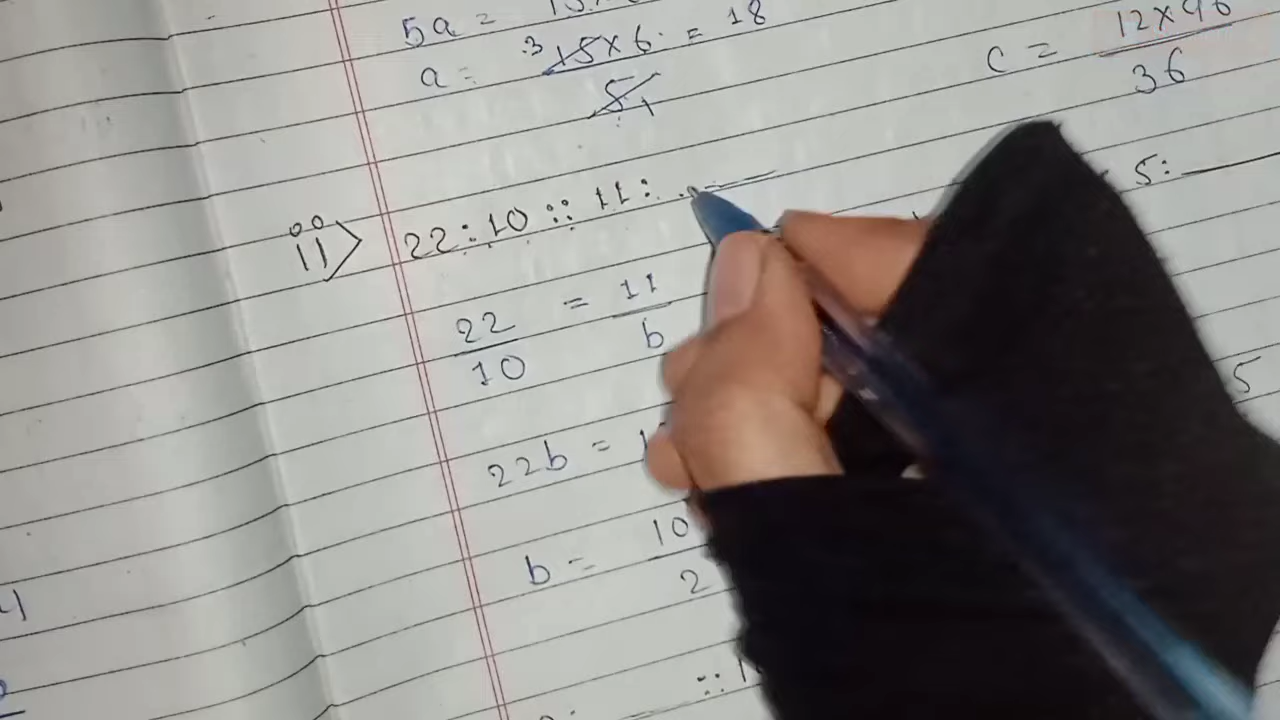 5a =
a = 3 15 × 6 = 18
5 1
c = 12 × 96
36
ii) 22 : 10 :: 11 :
5 :
22 = 11
10 b
5
22b =
b = 10
2
::